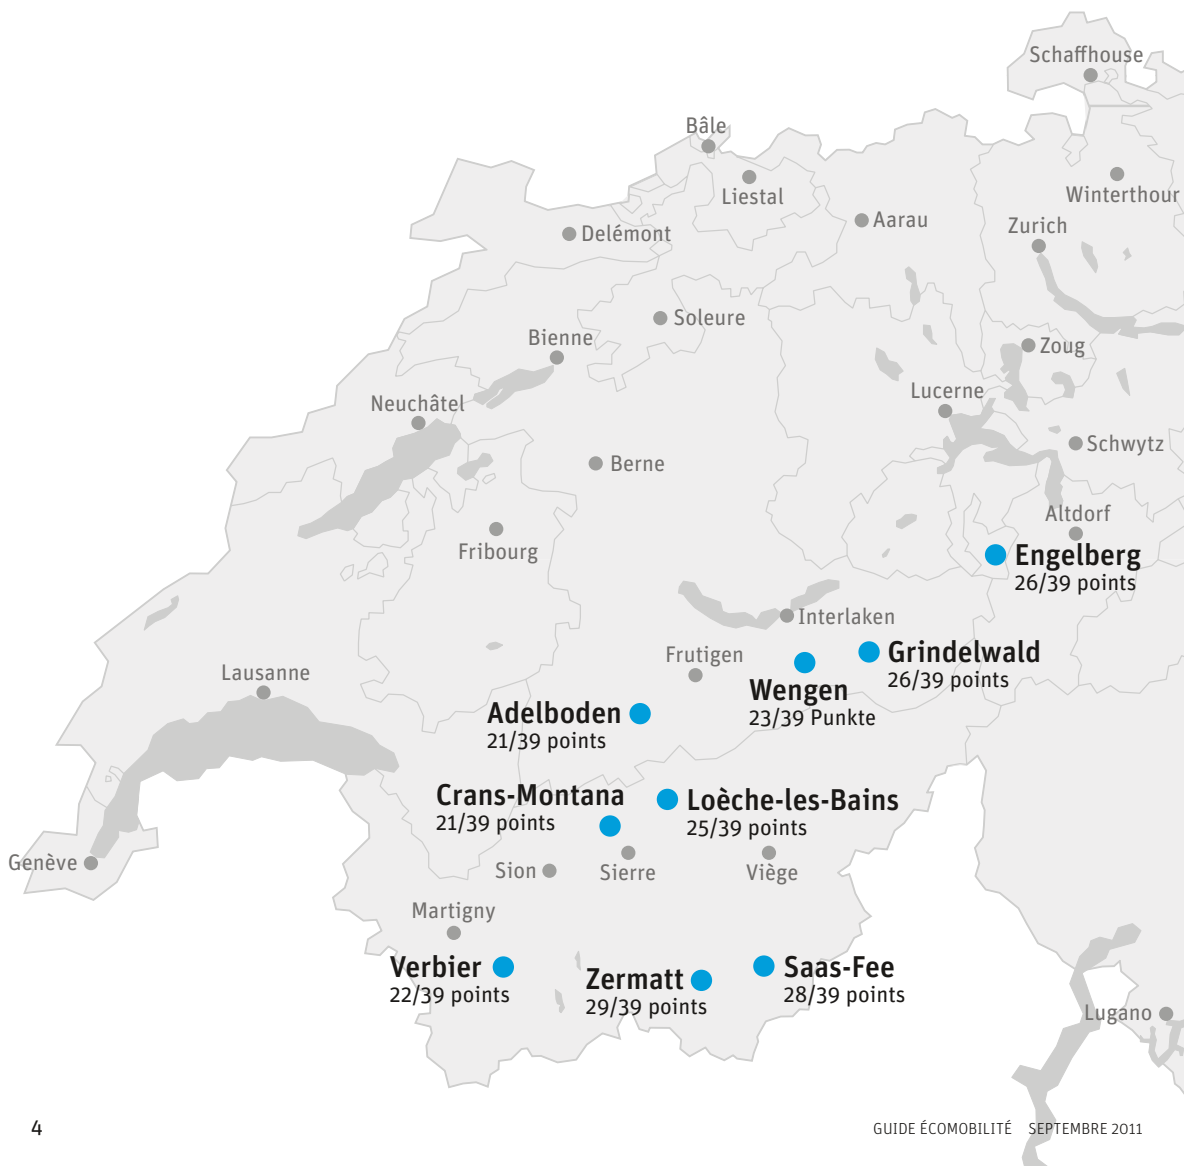 Schaffhouse
Bâle
Winterthour
Liestal
Aarau
Zurich
Delémont
Soleure
Bienne
Zoug
Lucerne
Neuchâtel
Schwytz
Berne
Altdorf
Fribourg
Engelberg
26/39 points
Interlaken
Frutigen
Grindelwald
26/39 points
Lausanne
Wengen
23/39 Punkte
Adelboden
21/39 points
Crans-Montana
21/39 points
Loèche-les-Bains
25/39 points
Genève
Sion
Sierre
Viège
Martigny
Verbier
22/39 points
Zermatt
29/39 points
Saas-Fee
28/39 points
Lugano
4
GUIDE ÉCOMOBILITÉ SEPTEMBRE 2011